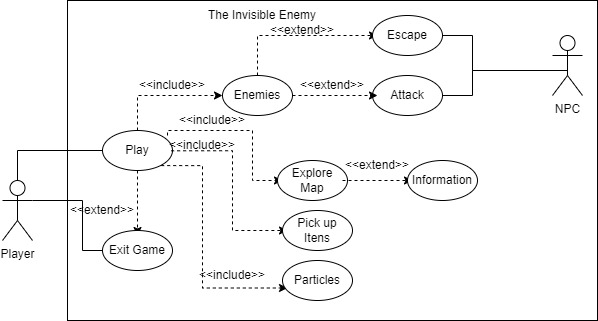 The Invisible Enemy
<<extend>>
Escape
<<include>>
Enemies
<<extend>>
Attack
NPC
<<include>>
Play
<<include>>
Explore
Map
<<extend>>
Information
<<extend>>
Player
Exit Game
Pick up
Itens
<<include>>
Particles